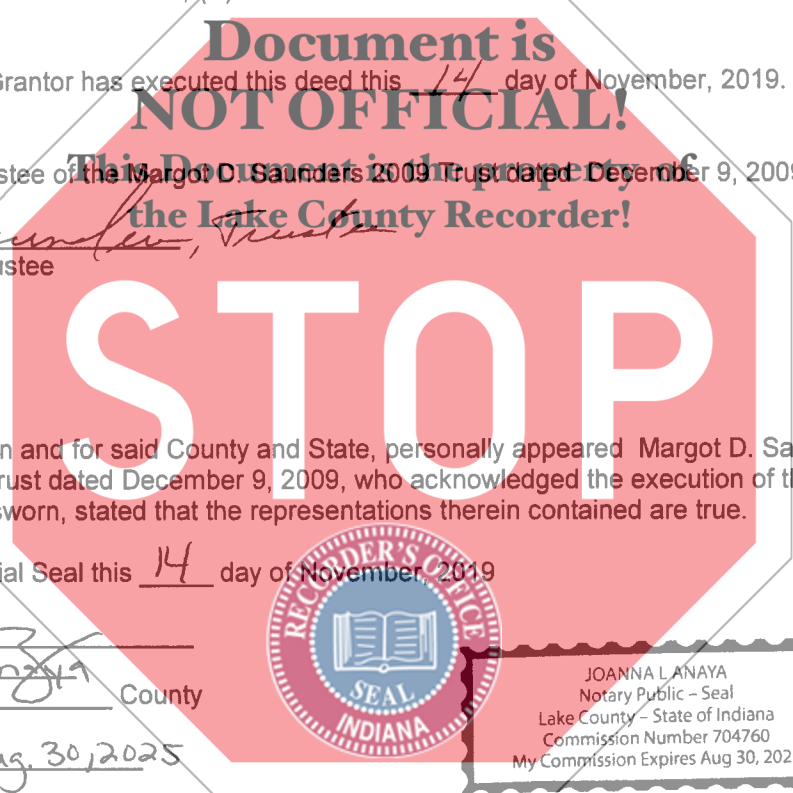 Document is
Grantor has executed this deed this 14 day of November, 2019.
NOT OFFICIAL!
This Document is the property of
stee of the Margot D. Saunders 2009 Trust dated December 9, 2009
the Lake County Recorder!
Trustee
ustee
STOP
n and for said County and State, personally appeared Margot D. Sa
rust dated December 9, 2009, who acknowledged the execution of th
sworn, stated that the representations therein contained are true.
ial Seal this 14 day of November, 2019
RECORDER'S OFFICE
SEAL
INDIANA
County
ug. 30, 2025
JOANNA L ANAYA
Notary Public – Seal
Lake County – State of Indiana
Commission Number 704760
My Commission Expires Aug 30, 202